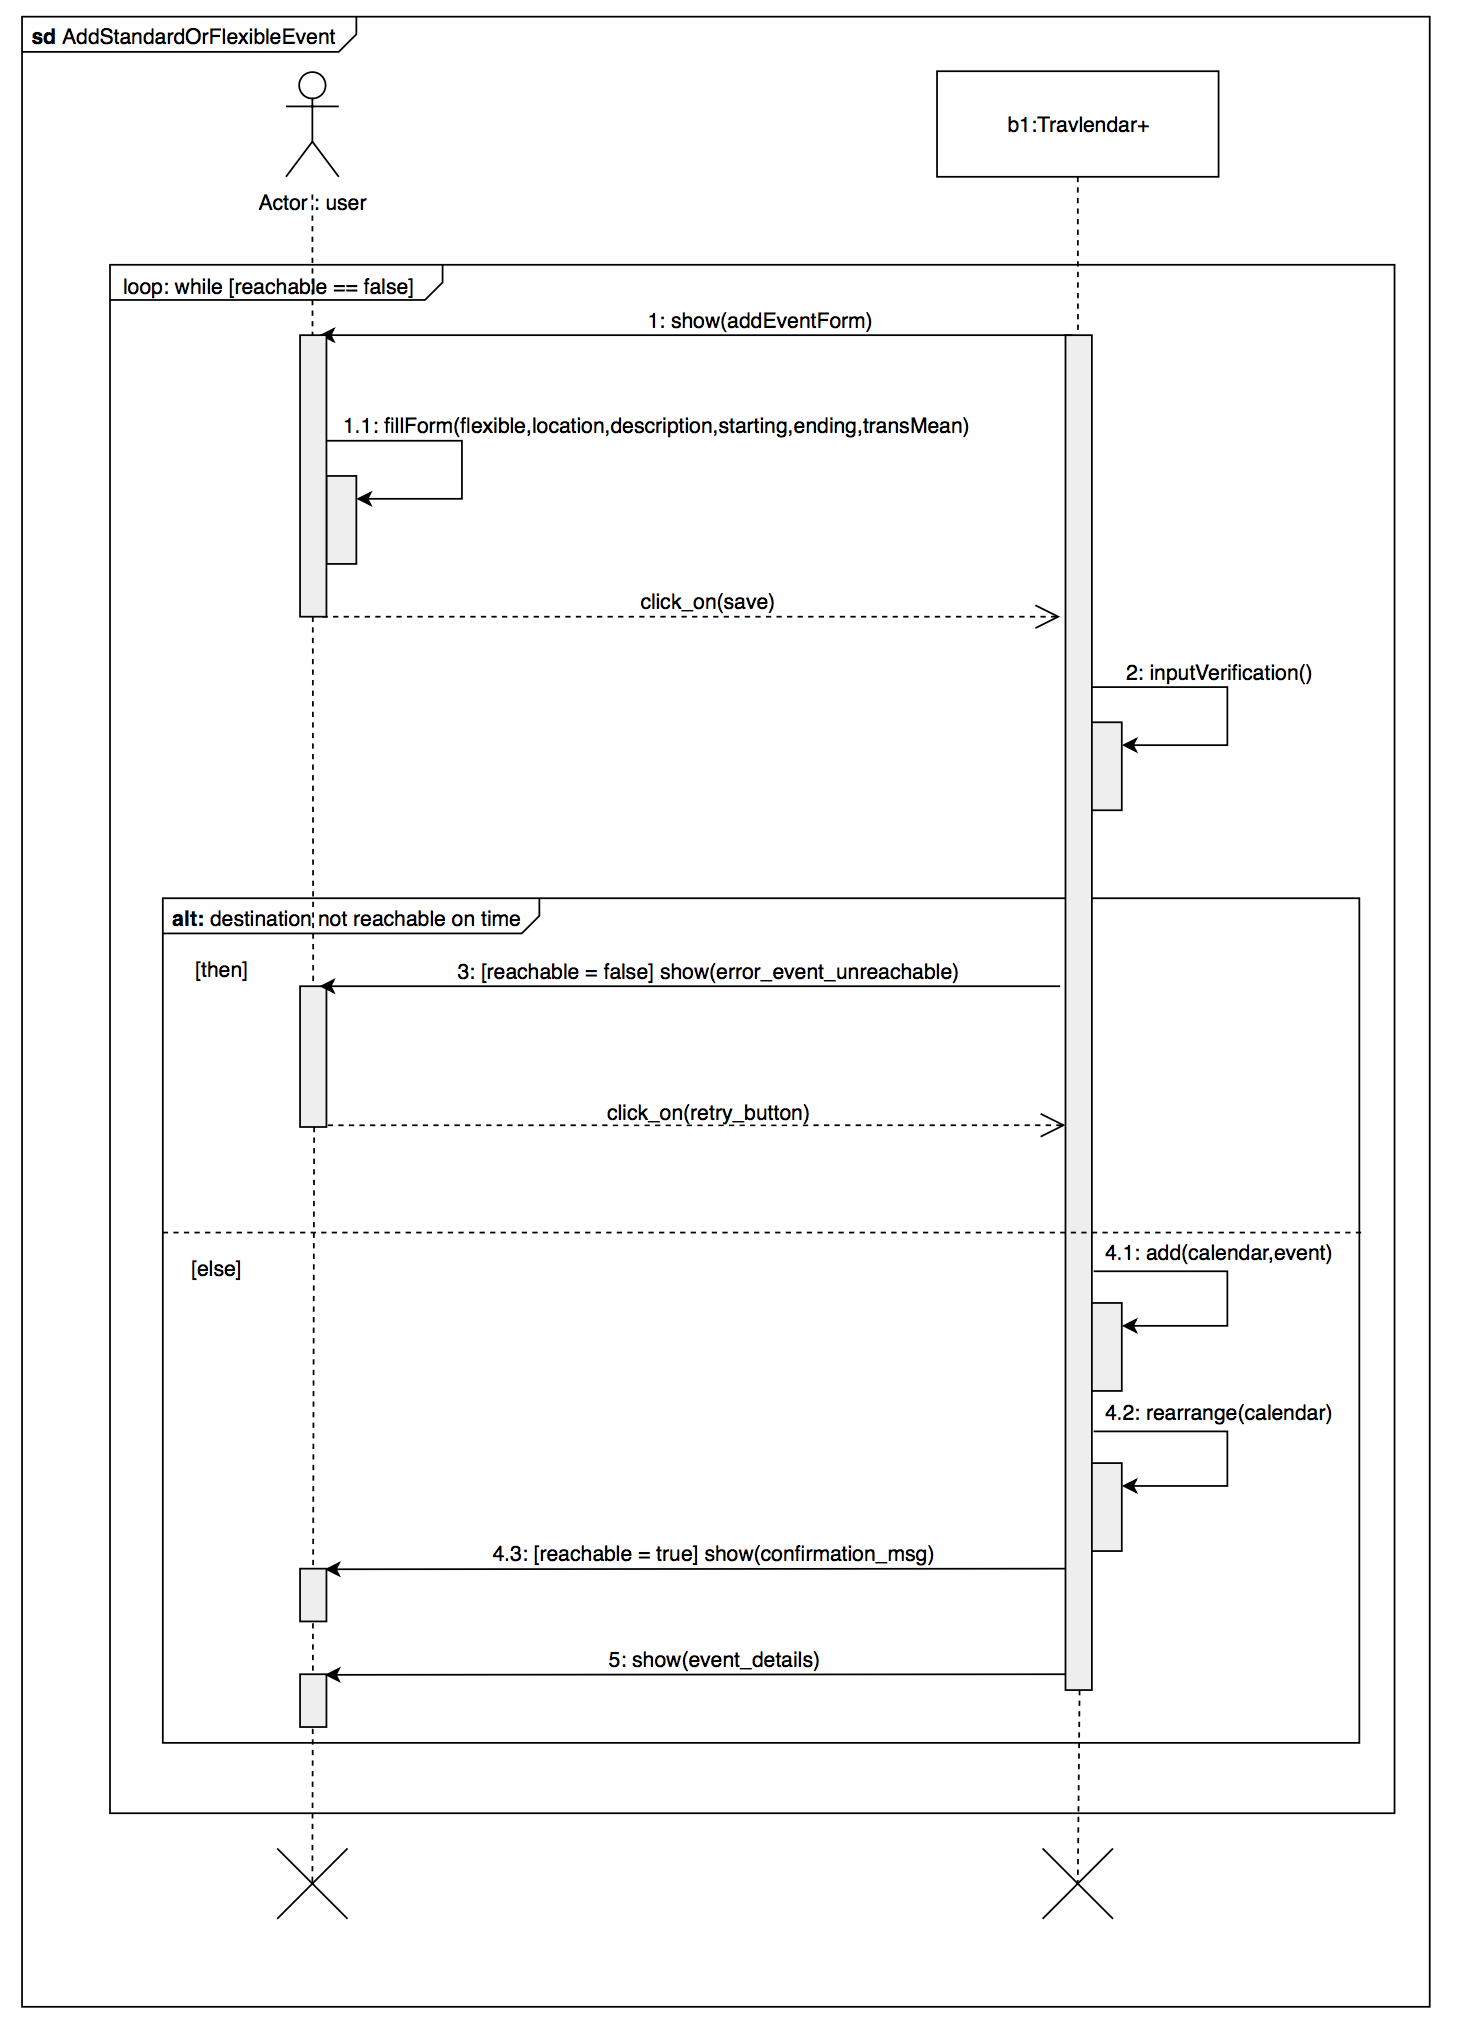 sd AddStandardOrFlexibleEvent
b1:Travlendar+
Actor : user
loop: while [reachable == false]
1: show(addEventForm)
1.1: fillForm(flexible,location,description,starting,ending,transMean)
click_on(save)
2: inputVerification()
alt: destination not reachable on time
[then]
3: [reachable = false] show(error_event_unreachable)
click_on(retry_button)
4.1: add(calendar,event)
[else]
4.2: rearrange(calendar)
4.3: [reachable = true] show(confirmation_msg)
5: show(event_details)